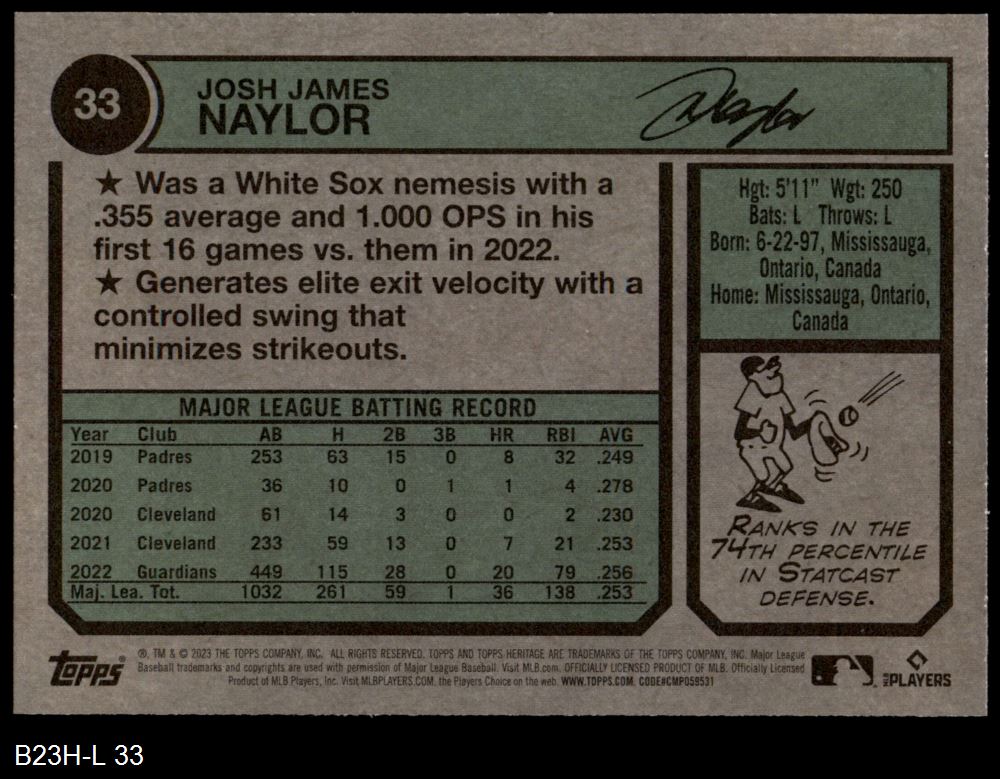 33
JOSH JAMES
NAYLOR
Naylor
★ Was a White Sox nemesis with a
.355 average and 1.000 OPS in his
first 16 games vs. them in 2022.
★ Generates elite exit velocity with a
controlled swing that
minimizes strikeouts.
Hgt: 5'11" Wgt: 250
Bats: L Throws: L
Born: 6-22-97, Mississauga,
Ontario, Canada
Home: Mississauga, Ontario,
Canada
MAJOR LEAGUE BATTING RECORD
Year Club AB H 2B 3B HR RBI AVG
2019 Padres 253 63 15 0 8 32 .249
2020 Padres 36 10 0 1 1 4 .278
2020 Cleveland 61 14 3 0 0 2 .230
2021 Cleveland 233 59 13 0 7 21 .253
2022 Guardians 449 115 28 0 20 79 .256
Maj. Lea. Tot. 1032 261 59 1 36 138 .253
RANKS IN THE
74TH PERCENTILE
IN STATCAST
DEFENSE.
Topps
®, TM & © 2023 THE TOPPS COMPANY, INC. ALL RIGHTS RESERVED. TOPPS AND TOPPS HERITAGE ARE TRADEMARKS OF THE TOPPS COMPANY, INC. Major League
Baseball trademarks and copyrights are used with permission of Major League Baseball. Visit MLB.com. OFFICIALLY LICENSED PRODUCT OF MLB. Officially Licensed
Product of MLB Players, Inc. Visit MLBPLAYERS.COM, the Players Choice on the web. WWW.TOPPS.COM. CODE#CMP059531
MLB PLAYERS
B23H-L 33